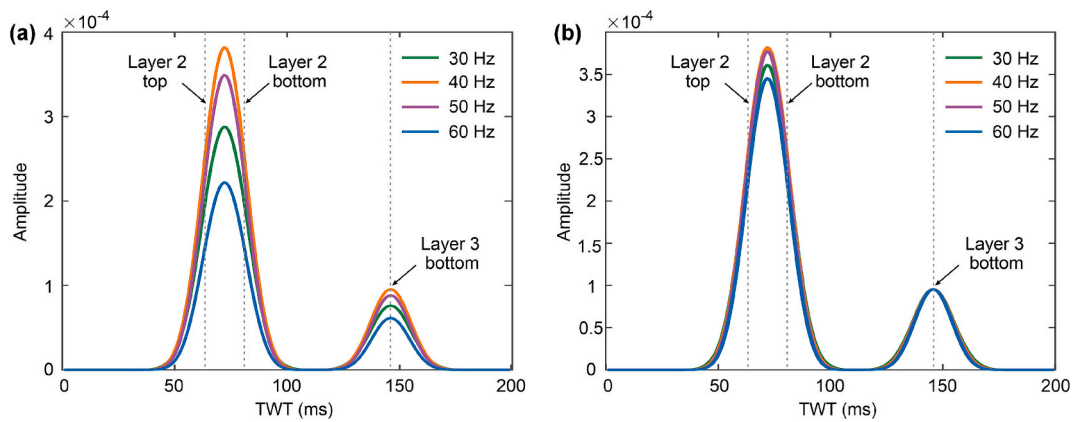 (a)
×10⁻⁴
4
3
2
1
0
Amplitude
0
50
100
150
200
TWT (ms)
Layer 2
top
Layer 2
bottom
Layer 3
bottom
30 Hz
40 Hz
50 Hz
60 Hz
(b)
×10⁻⁴
3.5
3
2.5
2
1.5
1
0.5
0
Amplitude
0
50
100
150
200
TWT (ms)
Layer 2
top
Layer 2
bottom
Layer 3
bottom
30 Hz
40 Hz
50 Hz
60 Hz